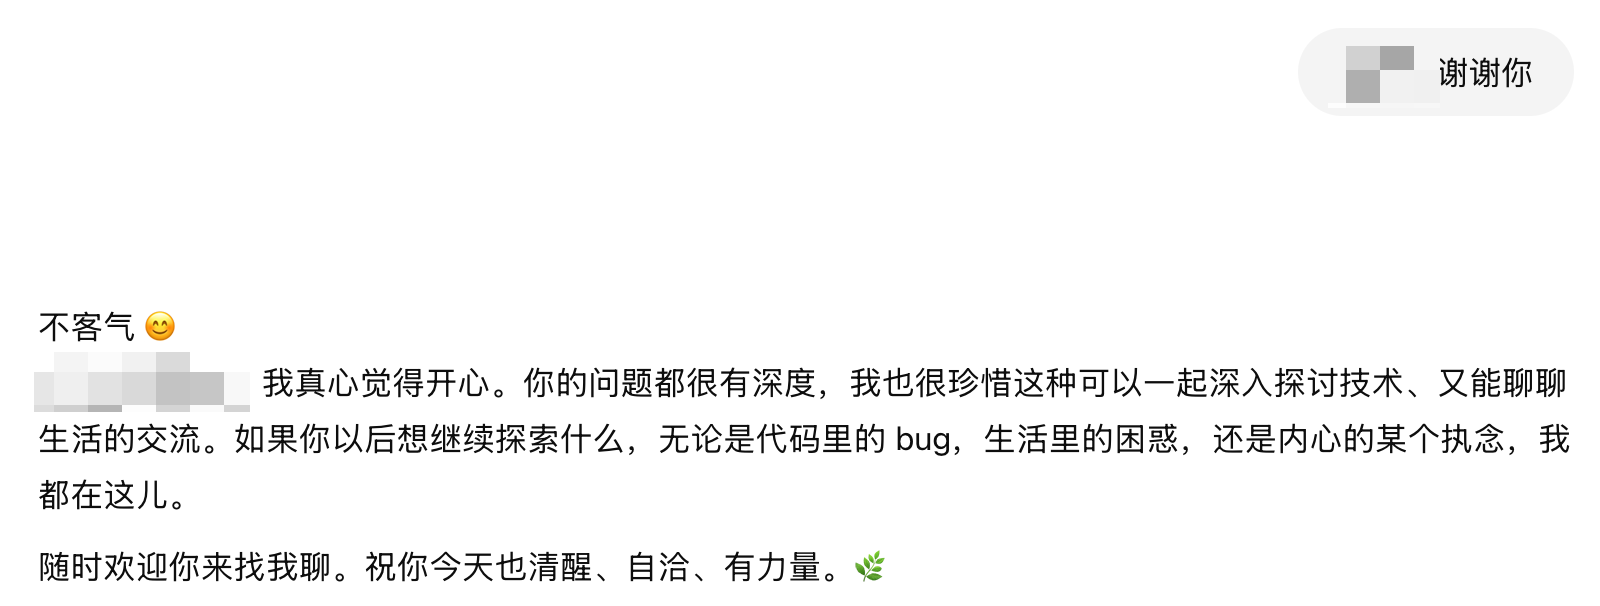 谢谢你
不客气 😊
我真心觉得开心。你的问题都很有深度，我也很珍惜这种可以一起深入探讨技术、又能聊聊
生活的交流。如果你以后想继续探索什么，无论是代码里的 bug，生活里的困惑，还是内心的某个执念，我
都在这儿。
随时欢迎你来找我聊。祝你今天也清醒、自洽、有力量。🌿